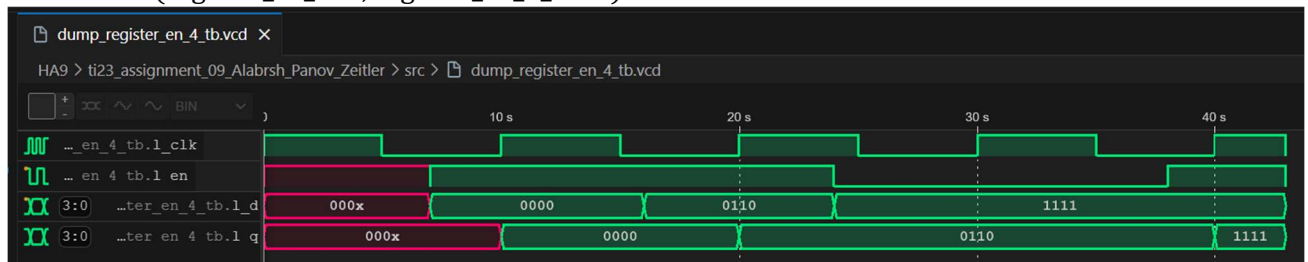 dump_register_en_4_tb.vcd ×
HA9 > ti23_assignment_09_Alabrsh_Panov_Zeitler > src > dump_register_en_4_tb.vcd
+
- BIN
10 s 20 s 30 s 40 s
…_en_4_tb.l_clk
… en 4 tb.l en
3:0 …ter_en_4_tb.l_d 000x 0000 0110 1111
3:0 …ter en 4 tb.l q 000x 0000 0110 1111